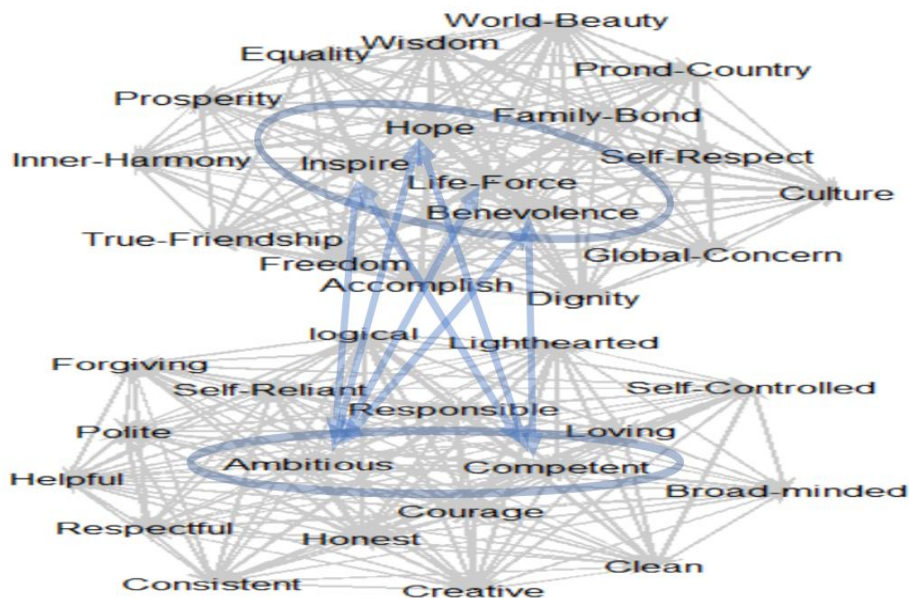 World-Beauty
Wisdom
Equality
Prond-Country
Prosperity
Family-Bond
Hope
Inner-Harmony
Inspire
Self-Respect
Life-Force
Culture
Benevolence
True-Friendship
Freedom
Global-Concern
Accomplish
Dignity
logical
Lighthearted
Forgiving
Self-Reliant
Self-Controlled
Responsible
Polite
Loving
Ambitious
Competent
Helpful
Broad-minded
Courage
Respectful
Honest
Clean
Consistent
Creative